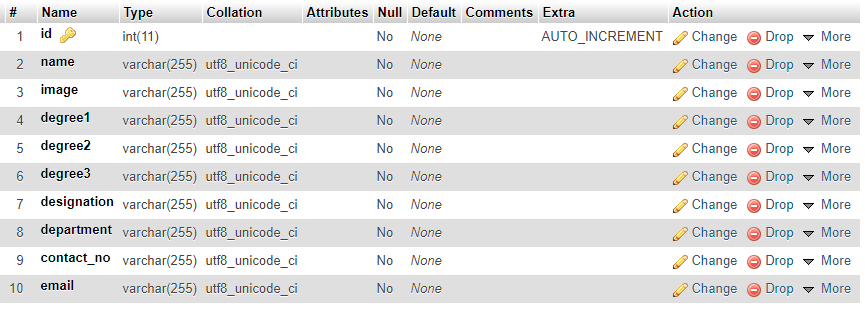 # Name Type Collation Attributes Null Default Comments Extra Action
1 id int(11) No None AUTO_INCREMENT Change Drop More
2 name varchar(255) utf8_unicode_ci No None Change Drop More
3 image varchar(255) utf8_unicode_ci No None Change Drop More
4 degree1 varchar(255) utf8_unicode_ci No None Change Drop More
5 degree2 varchar(255) utf8_unicode_ci No None Change Drop More
6 degree3 varchar(255) utf8_unicode_ci No None Change Drop More
7 designation varchar(255) utf8_unicode_ci No None Change Drop More
8 department varchar(255) utf8_unicode_ci No None Change Drop More
9 contact_no varchar(255) utf8_unicode_ci No None Change Drop More
10 email varchar(255) utf8_unicode_ci No None Change Drop More